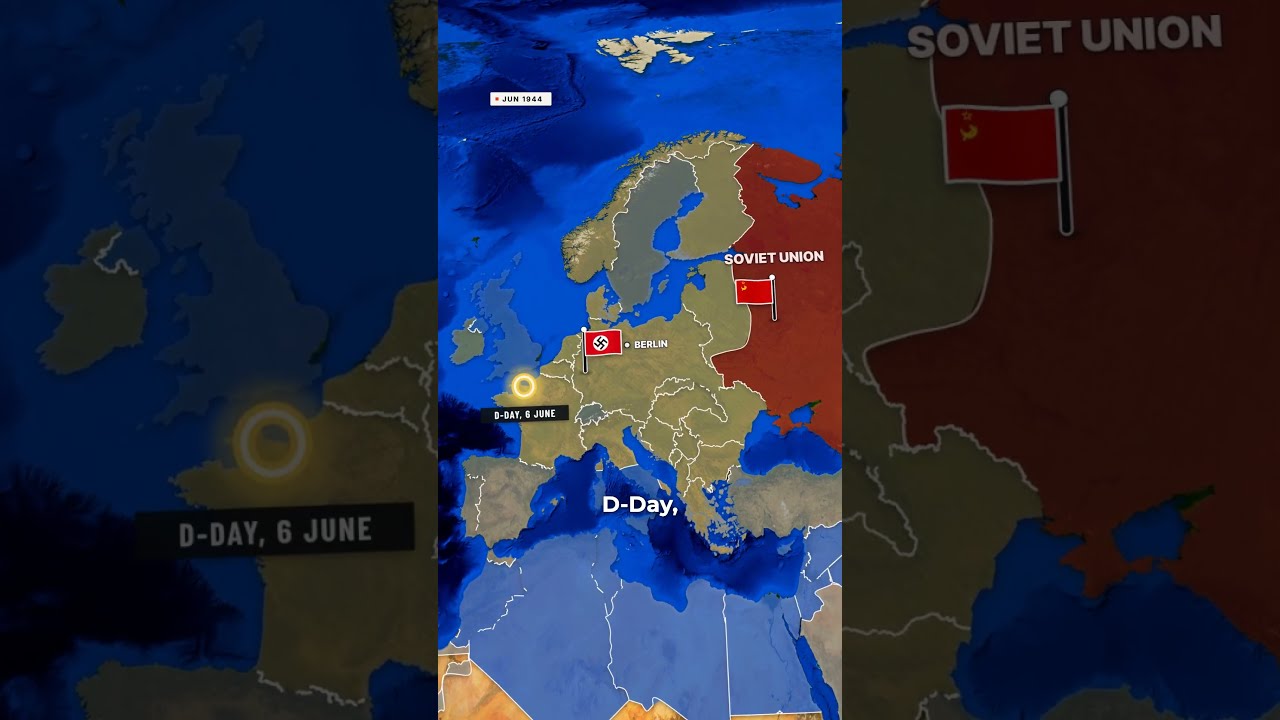 SOVIET UNION
JUN 1944
SOVIET UNION
BERLIN
D-DAY, 6 JUNE
D-Day,
D-DAY, 6 JUNE